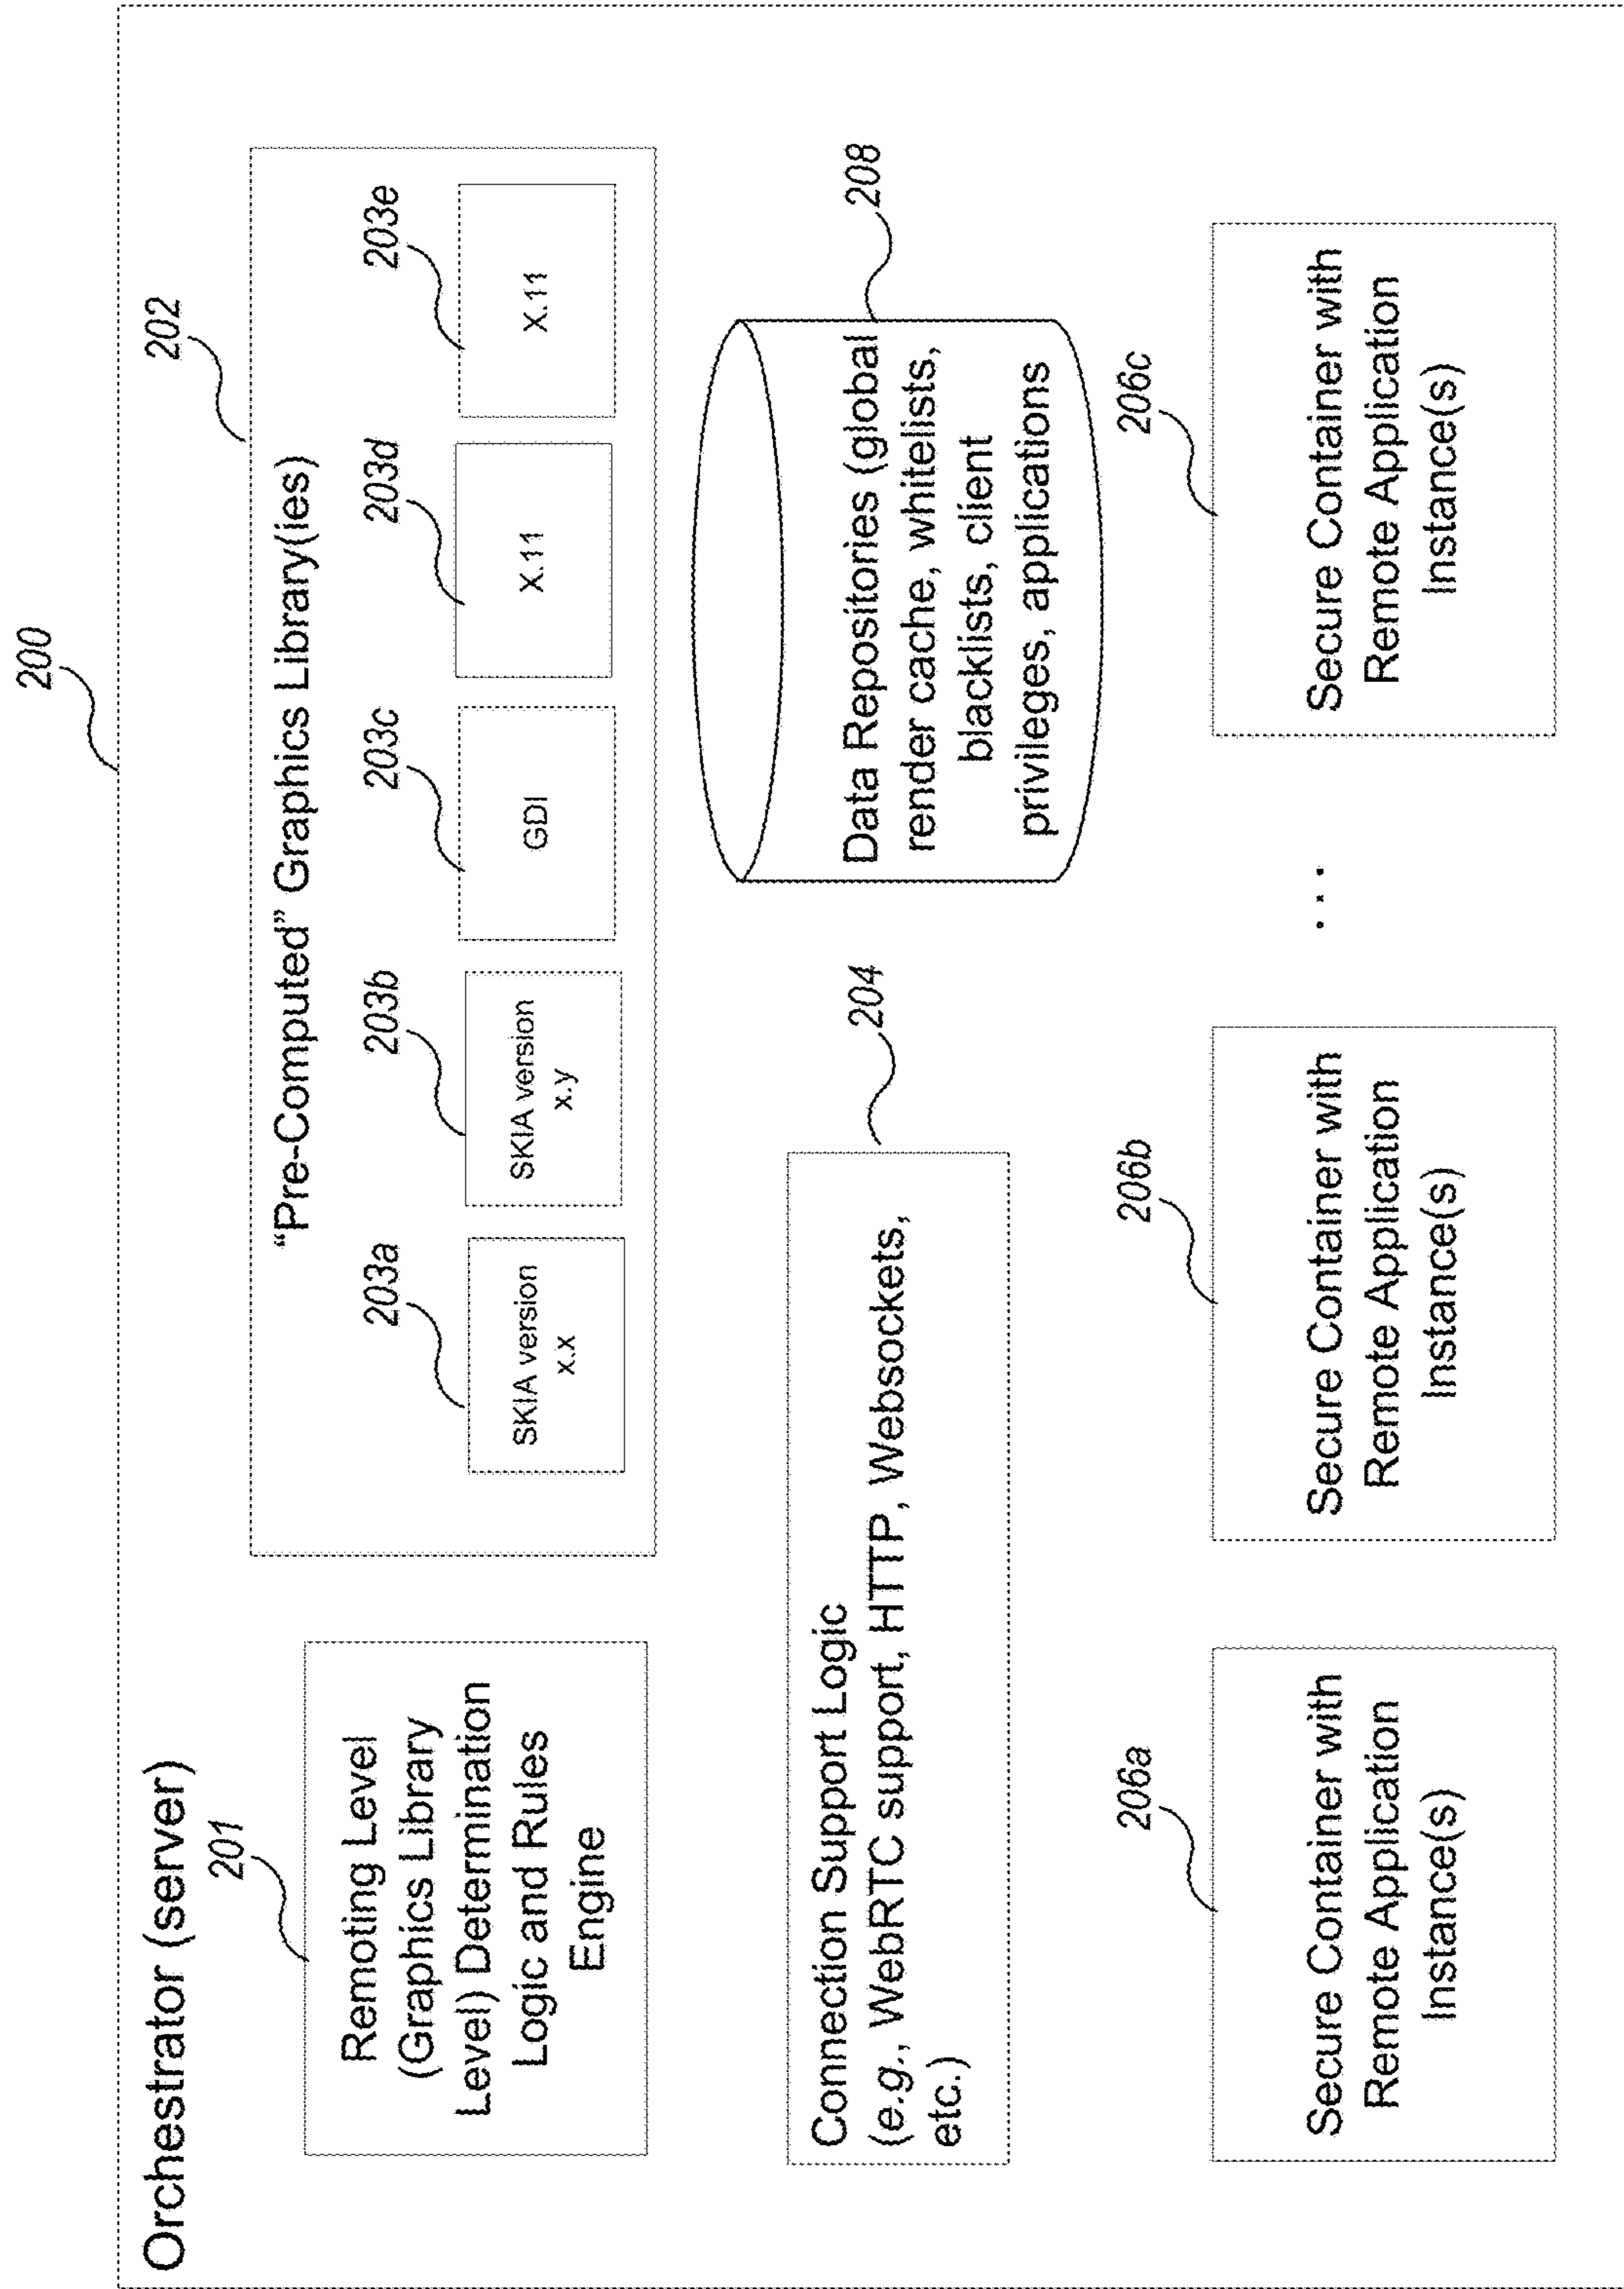 200
Orchestrator (server)
201
Remoting Level
(Graphics Library
Level) Determination
Logic and Rules
Engine
202
“Pre-Computed” Graphics Library(ies)
203a
SKIA version
x.x
203b
SKIA version
x.y
203c
GDI
203d
X.11
203e
X.11
204
Connection Support Logic
(e.g., WebRTC support, HTTP, Websockets,
etc.)
208
Data Repositories (global
render cache, whitelists,
blacklists, client
privileges, applications
206a
Secure Container with
Remote Application
Instance(s)
206b
Secure Container with
Remote Application
Instance(s)
. . .
206c
Secure Container with
Remote Application
Instance(s)